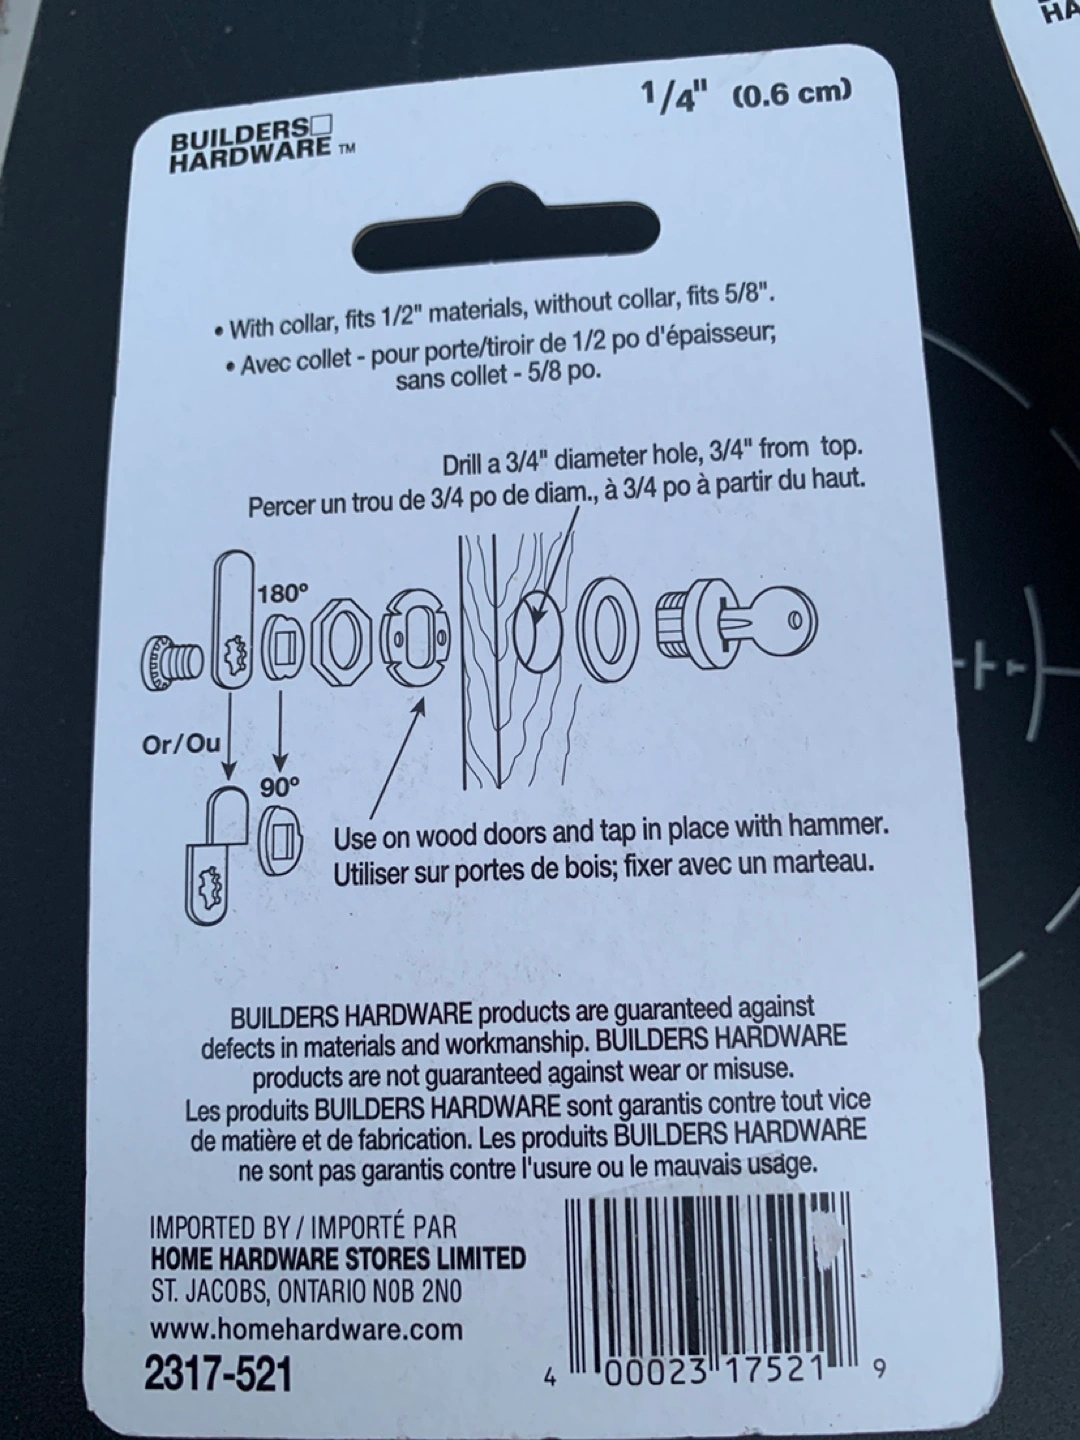 HA
1/4" (0.6 cm)
BUILDERS
HARDWARE ™
• With collar, fits 1/2" materials, without collar, fits 5/8".
• Avec collet - pour porte/tiroir de 1/2 po d'épaisseur;
sans collet - 5/8 po.
Drill a 3/4" diameter hole, 3/4" from top.
Percer un trou de 3/4 po de diam., à 3/4 po à partir du haut.
180º
Or/Ou
90º
Use on wood doors and tap in place with hammer.
Utiliser sur portes de bois; fixer avec un marteau.
BUILDERS HARDWARE products are guaranteed against
defects in materials and workmanship. BUILDERS HARDWARE
products are not guaranteed against wear or misuse.
Les produits BUILDERS HARDWARE sont garantis contre tout vice
de matière et de fabrication. Les produits BUILDERS HARDWARE
ne sont pas garantis contre l'usure ou le mauvais usage.
IMPORTED BY / IMPORTÉ PAR
HOME HARDWARE STORES LIMITED
ST. JACOBS, ONTARIO N0B 2N0
www.homehardware.com
2317-521
4 00023 17521 9